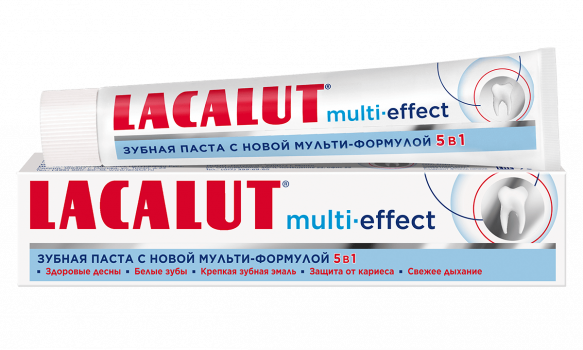 LACALUT® multi·effect
ЗУБНАЯ ПАСТА С НОВОЙ МУЛЬТИ-ФОРМУЛОЙ 5 в 1
LACALUT® multi·effect
ЗУБНАЯ ПАСТА С НОВОЙ МУЛЬТИ-ФОРМУЛОЙ 5 в 1
▪ Здоровые десны ▪ Белые зубы ▪ Крепкая зубная эмаль ▪ Защита от кариеса ▪ Свежее дыхание